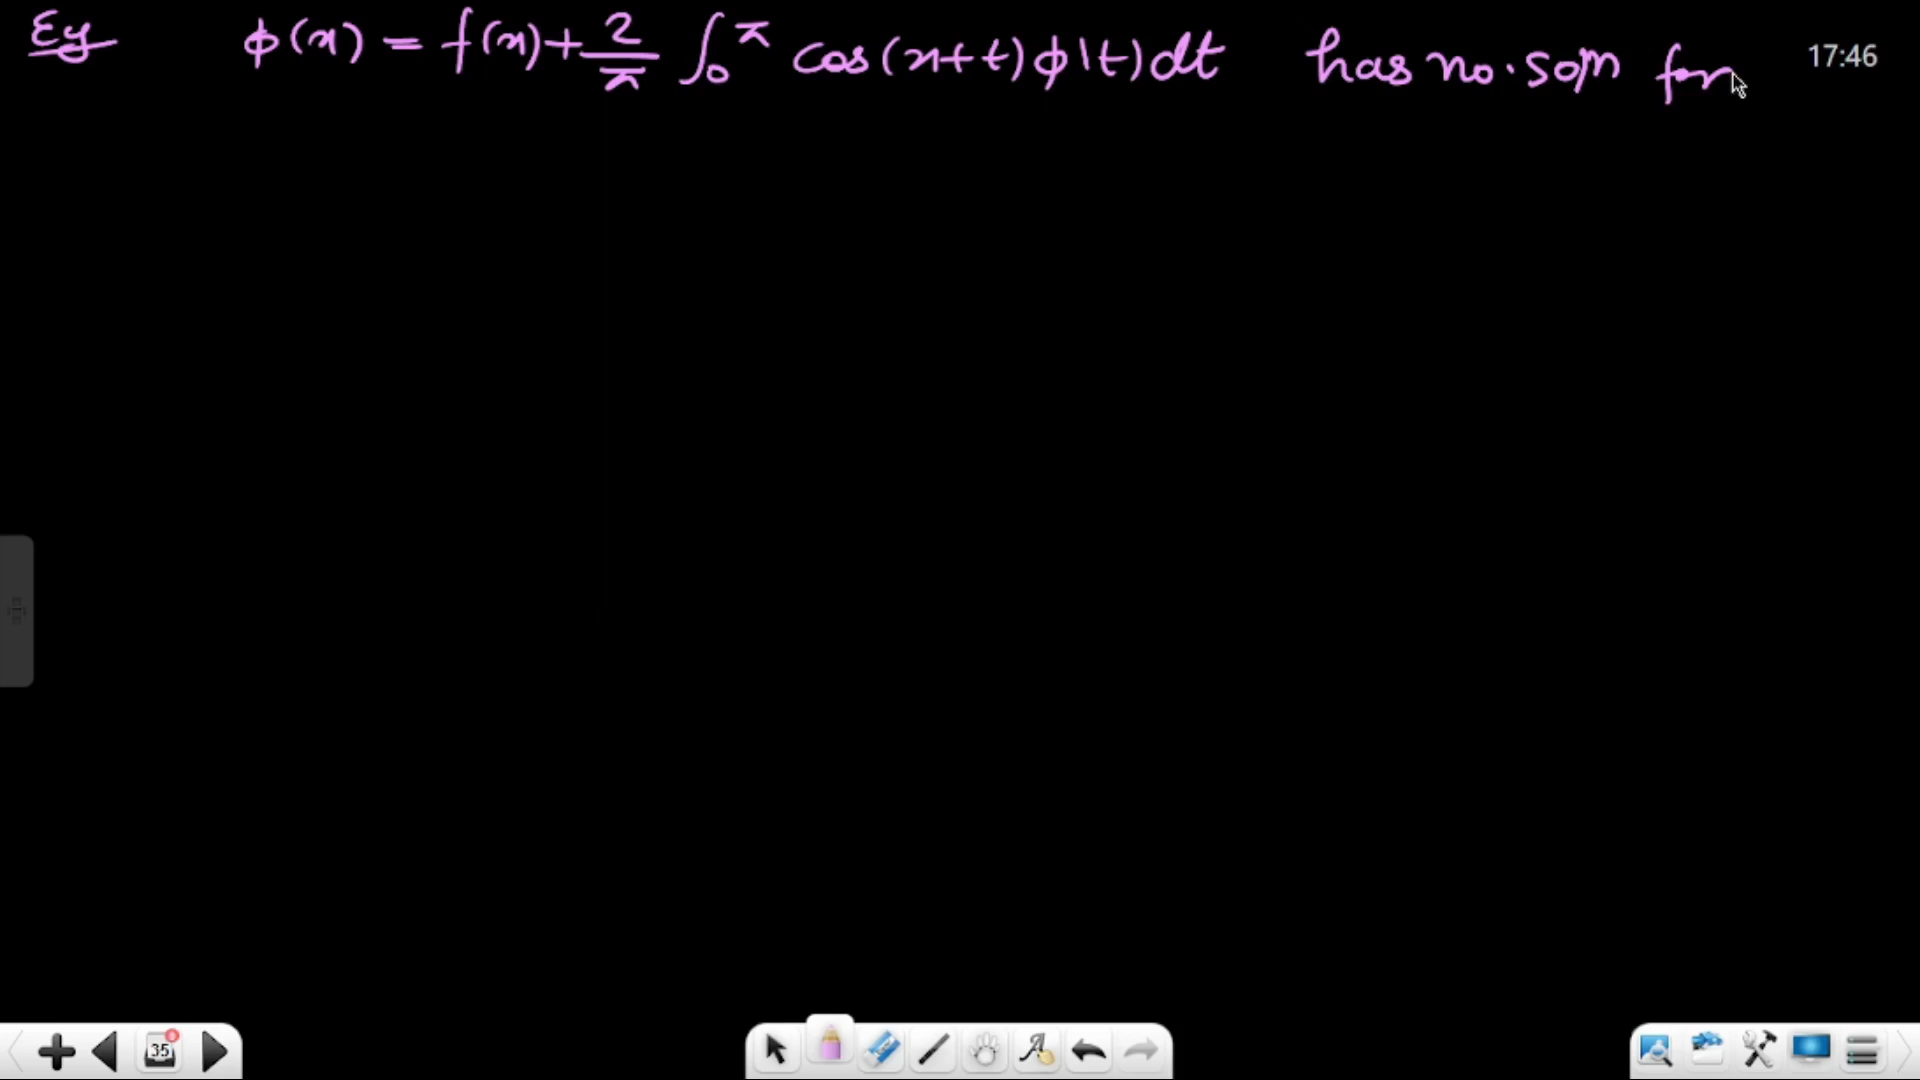 Eg ϕ(x) = f(x) + 2/π ∫₀^π cos(x+t) ϕ(t) dt has no. soln for
17:46
35